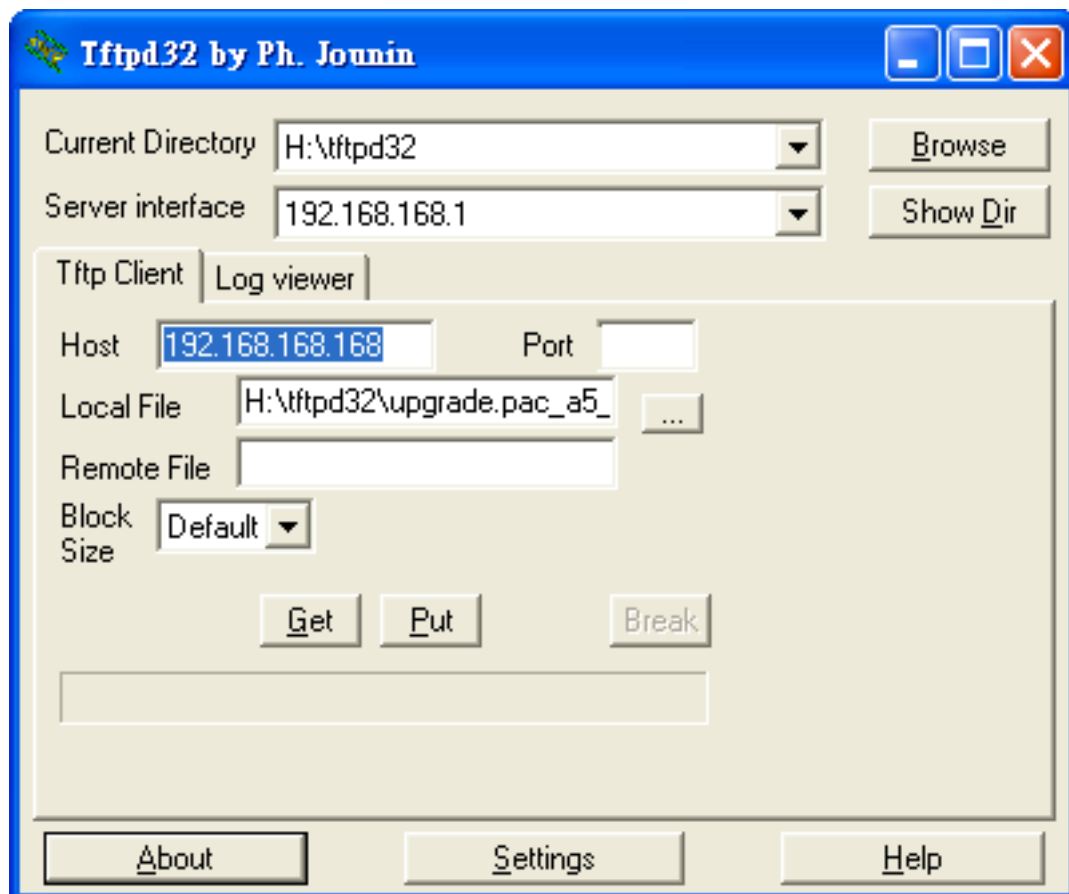 Tftpd32 by Ph. Jounin
Current Directory H:\tftpd32 Browse
Server interface 192.168.168.1 Show Dir
Tftp Client Log viewer
Host 192.168.168.168 Port
Local File H:\tftpd32\upgrade.pac_a5_ ...
Remote File
Block
Size Default
Get Put Break
About Settings Help